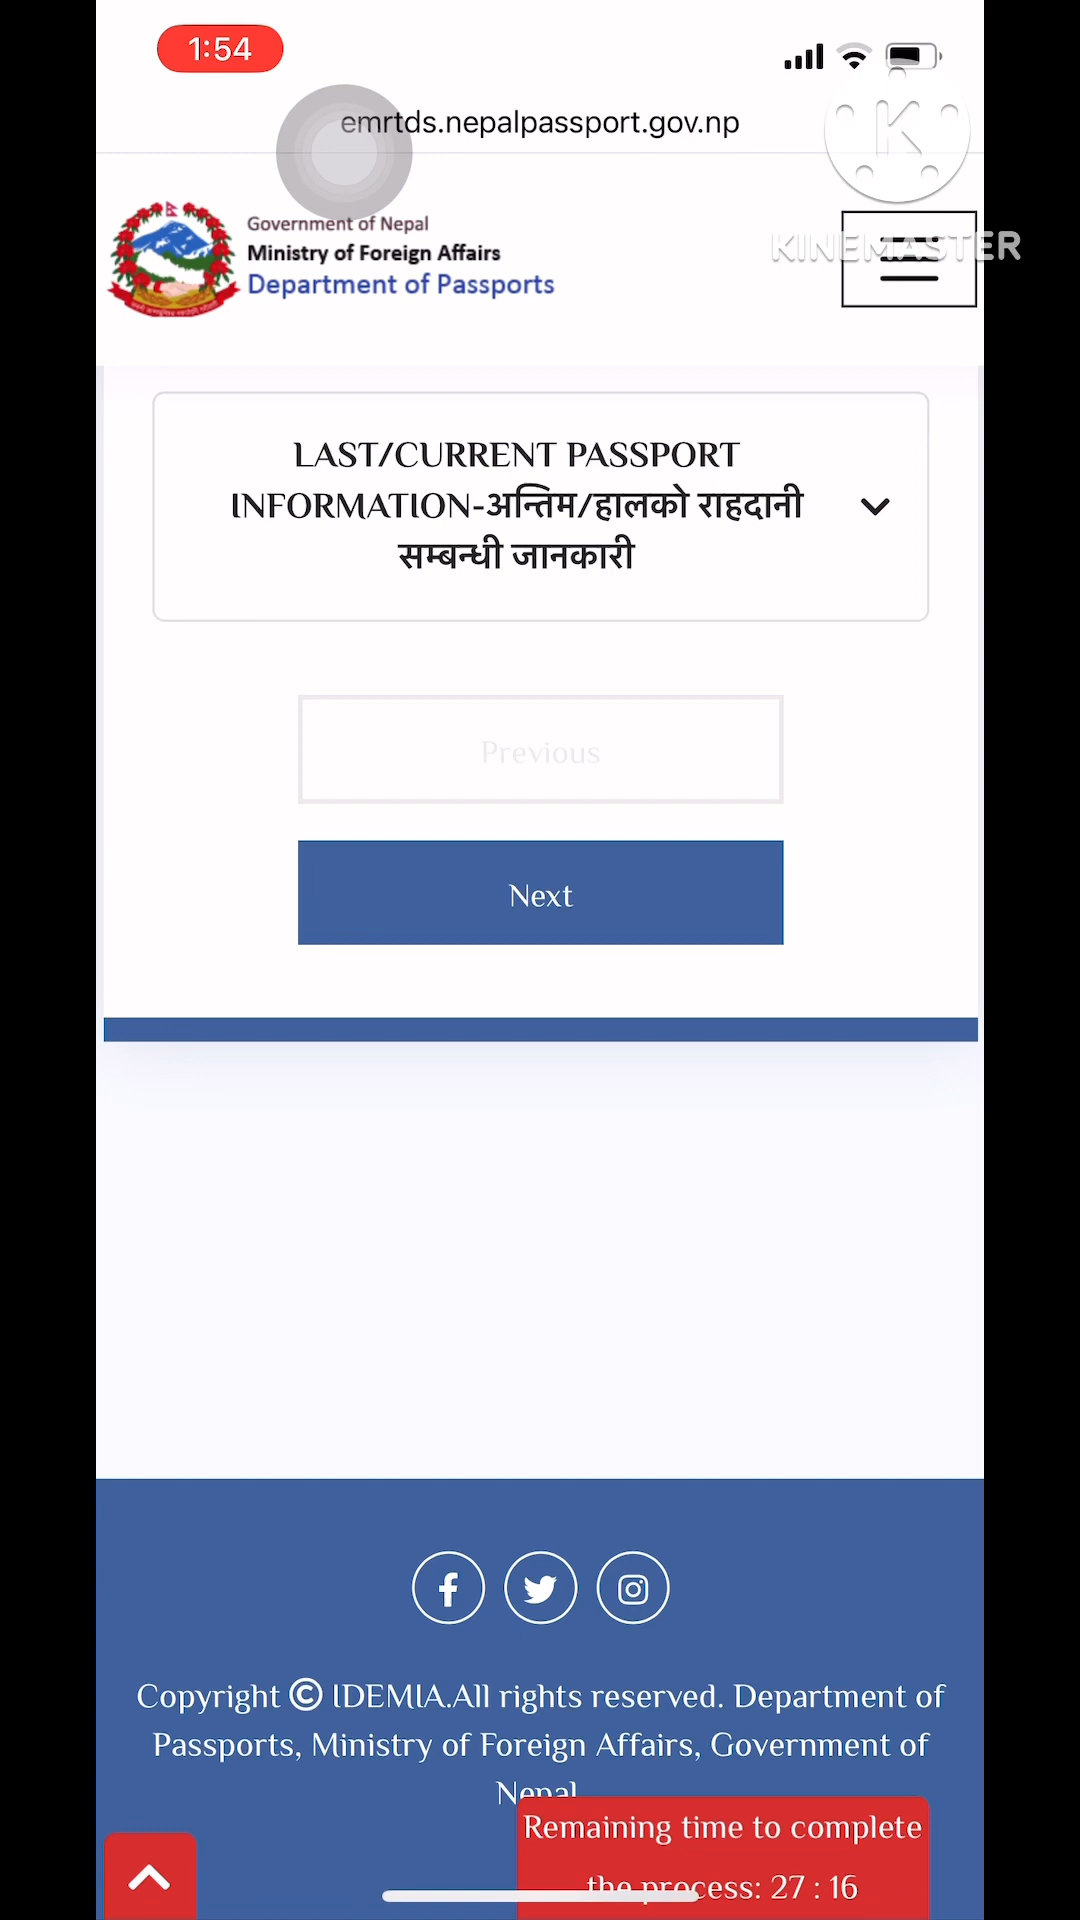 1:54
emrtds.nepalpassport.gov.np
K
KINEMASTER
Government of Nepal
Ministry of Foreign Affairs
Department of Passports
LAST/CURRENT PASSPORT
INFORMATION-अन्तिम/हालको राहदानी
सम्बन्धी जानकारी
Previous
Next
Copyright © IDEMIA.All rights reserved. Department of
Passports, Ministry of Foreign Affairs, Government of
Nepal
Remaining time to complete
the process: 27 : 16